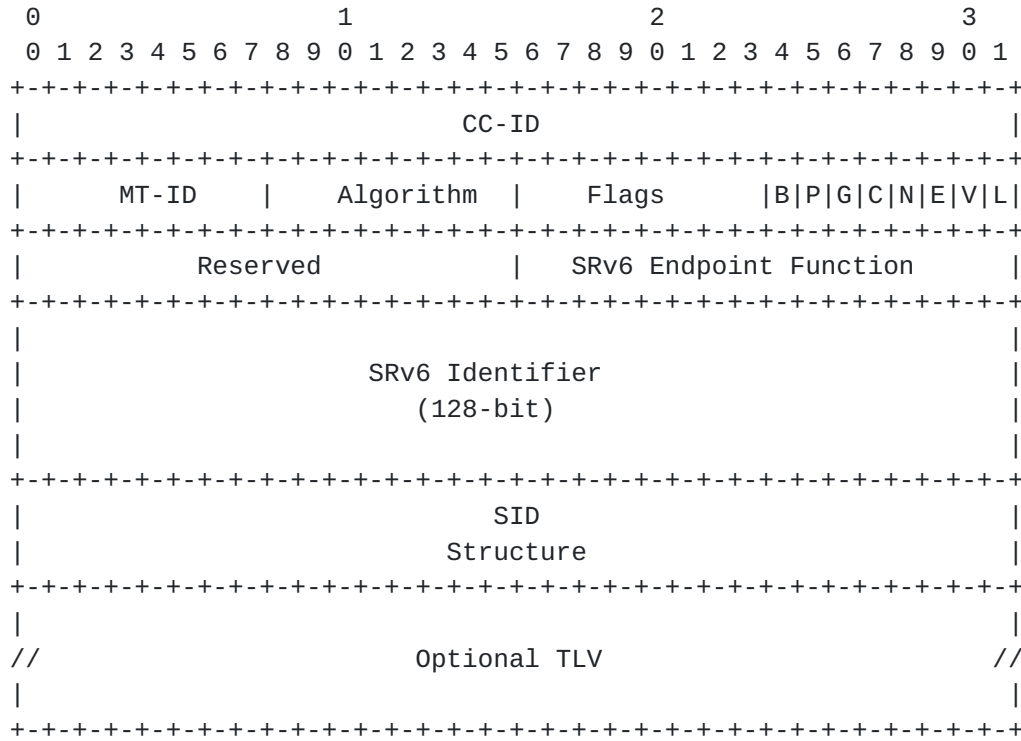 0                   1                   2                   3
 0 1 2 3 4 5 6 7 8 9 0 1 2 3 4 5 6 7 8 9 0 1 2 3 4 5 6 7 8 9 0 1
+-+-+-+-+-+-+-+-+-+-+-+-+-+-+-+-+-+-+-+-+-+-+-+-+-+-+-+-+-+-+-+-+
|                            CC-ID                              |
+-+-+-+-+-+-+-+-+-+-+-+-+-+-+-+-+-+-+-+-+-+-+-+-+-+-+-+-+-+-+-+-+
|      MT-ID    |    Algorithm  |    Flags      |B|P|G|C|N|E|V|L|
+-+-+-+-+-+-+-+-+-+-+-+-+-+-+-+-+-+-+-+-+-+-+-+-+-+-+-+-+-+-+-+-+
|           Reserved            |   SRv6 Endpoint Function      |
+-+-+-+-+-+-+-+-+-+-+-+-+-+-+-+-+-+-+-+-+-+-+-+-+-+-+-+-+-+-+-+-+
|                                                               |
|                      SRv6 Identifier                          |
|                         (128-bit)                             |
|                                                               |
+-+-+-+-+-+-+-+-+-+-+-+-+-+-+-+-+-+-+-+-+-+-+-+-+-+-+-+-+-+-+-+-+
|                              SID                              |
|                           Structure                           |
+-+-+-+-+-+-+-+-+-+-+-+-+-+-+-+-+-+-+-+-+-+-+-+-+-+-+-+-+-+-+-+-+
|                                                               |
//                        Optional TLV                         //
|                                                               |
+-+-+-+-+-+-+-+-+-+-+-+-+-+-+-+-+-+-+-+-+-+-+-+-+-+-+-+-+-+-+-+-+